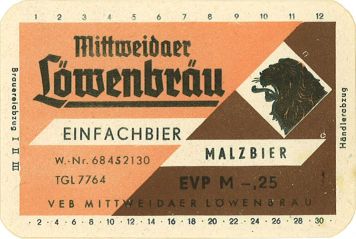 1 2 3 4 5 6 7 8 9 10 11 12
Mittweidaer
Löwenbräu
EINFACHBIER
MALZBIER
W.-Nr. 68452130
TGL 7764
EVP M -,25
VEB MITTWEIDAER LÖWENBRÄU
Brauereiabzug I II III
Händlerabzug
· 2 · 4 · 6 · 8 · 10 · 12 · 14 · 16 · 18 · 20 · 22 · 24 · 26 · 28 · 30 ·